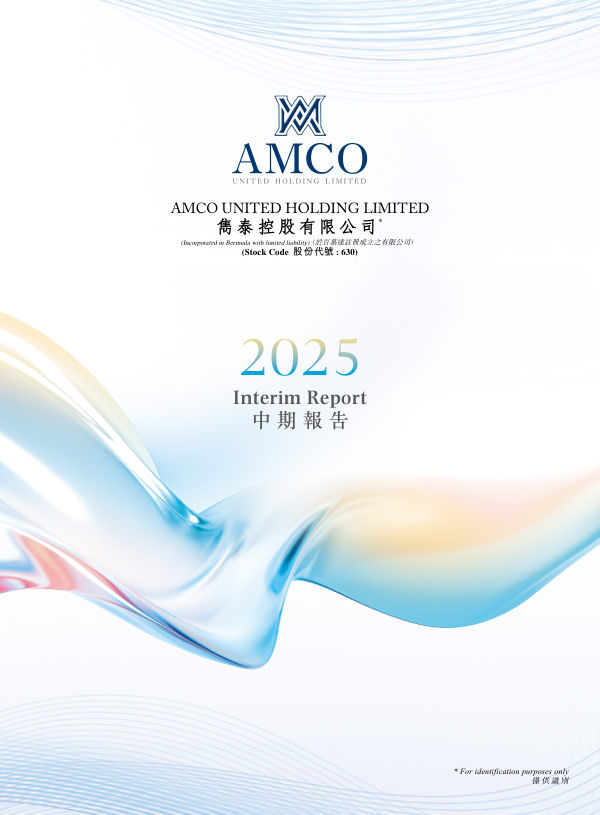 AMCO
UNITED HOLDING LIMITED
AMCO UNITED HOLDING LIMITED
雋泰控股有限公司*
(Incorporated in Bermuda with limited liability) (於百慕達註冊成立之有限公司)
(Stock Code 股份代號 : 630)
2025
Interim Report
中期報告
* For identification purposes only
僅供識別